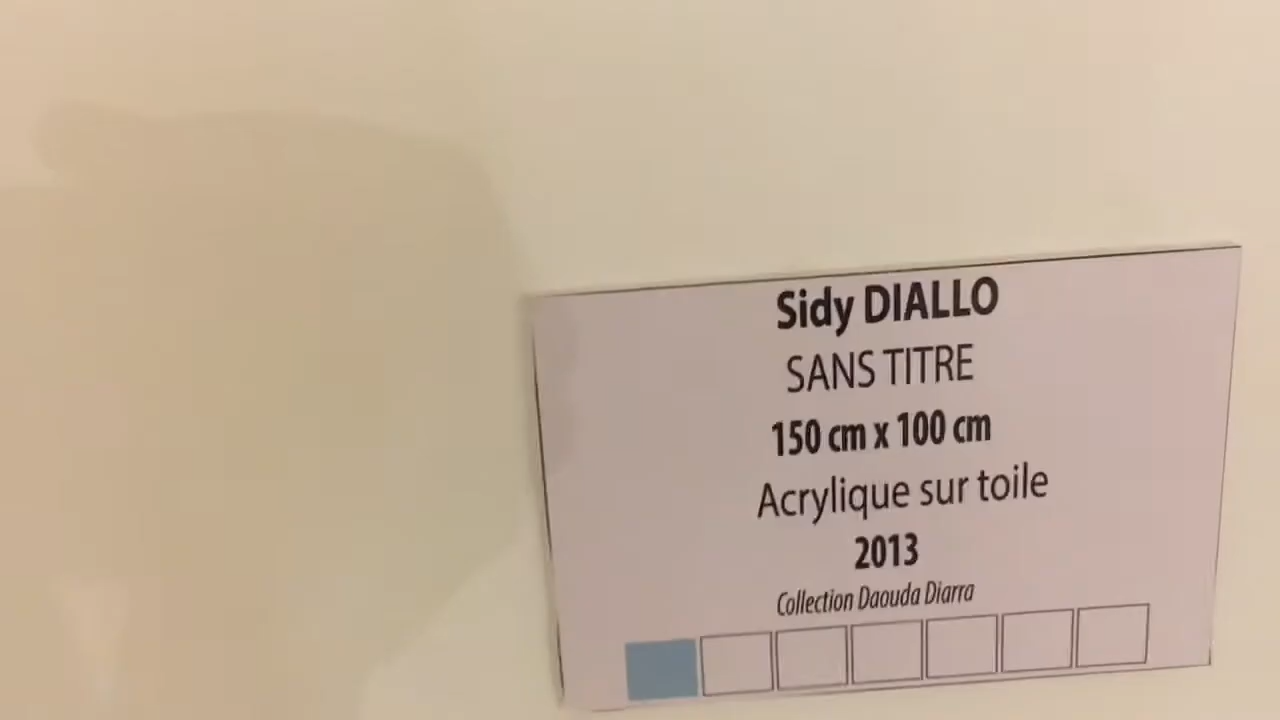 Sidy DIALLO
SANS TITRE
150 cm x 100 cm
Acrylique sur toile
2013
Collection Daouda Diarra